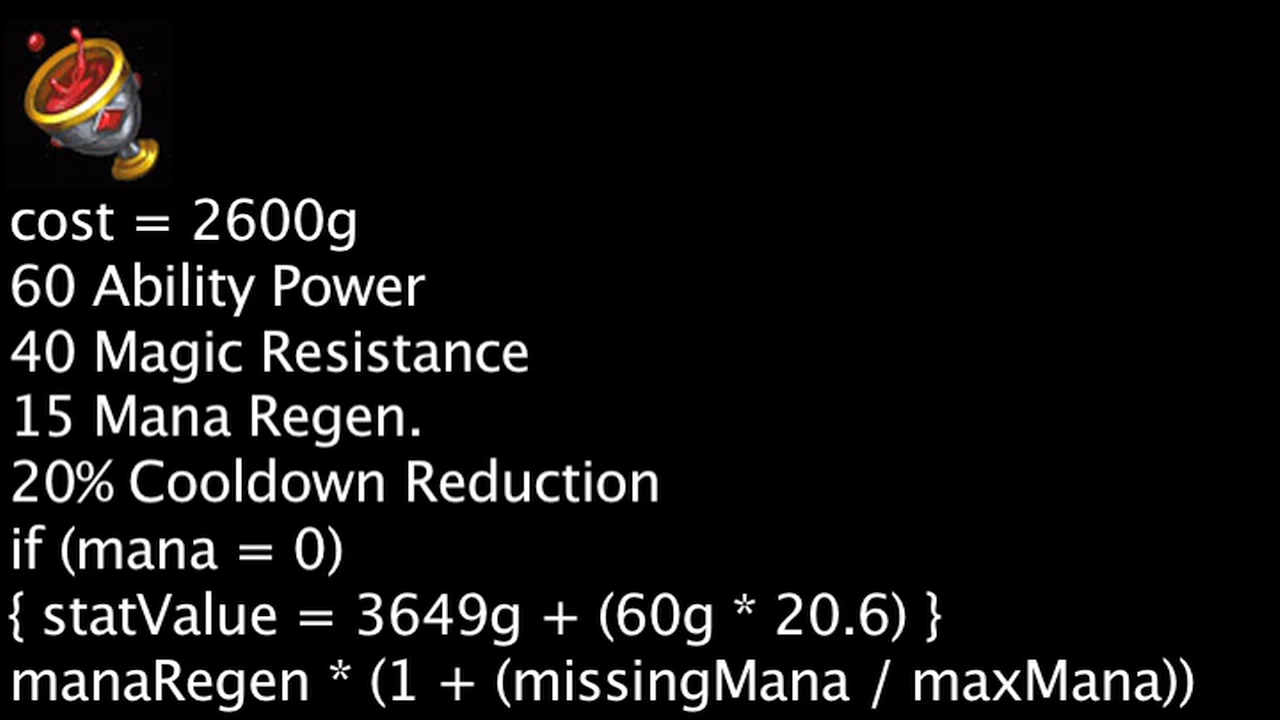 cost = 2600g
60 Ability Power
40 Magic Resistance
15 Mana Regen.
20% Cooldown Reduction
if (mana = 0)
{ statValue = 3649g + (60g * 20.6) }
manaRegen * (1 + (missingMana / maxMana))